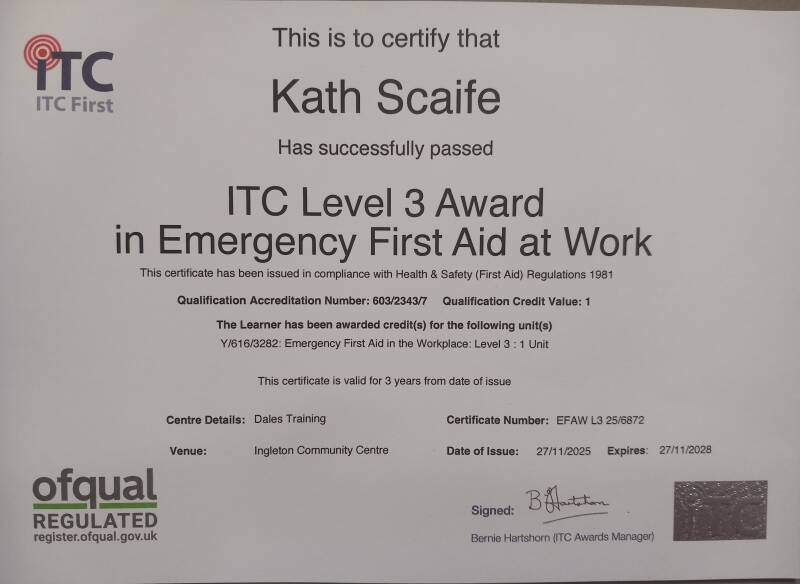 iTC
ITC First
This is to certify that
Kath Scaife
Has successfully passed
ITC Level 3 Award
in Emergency First Aid at Work
This certificate has been issued in compliance with Health & Safety (First Aid) Regulations 1981
Qualification Accreditation Number: 603/2343/7 Qualification Credit Value: 1
The Learner has been awarded credit(s) for the following unit(s)
Y/616/3282: Emergency First Aid in the Workplace: Level 3 : 1 Unit
This certificate is valid for 3 years from date of issue
Centre Details: Dales Training
Certificate Number: EFAW L3 25/6872
Venue: Ingleton Community Centre
Date of Issue: 27/11/2025 Expires: 27/11/2028
ofqual
REGULATED
register.ofqual.gov.uk
Signed: B Hartshorn
Bernie Hartshorn (ITC Awards Manager)
iTC